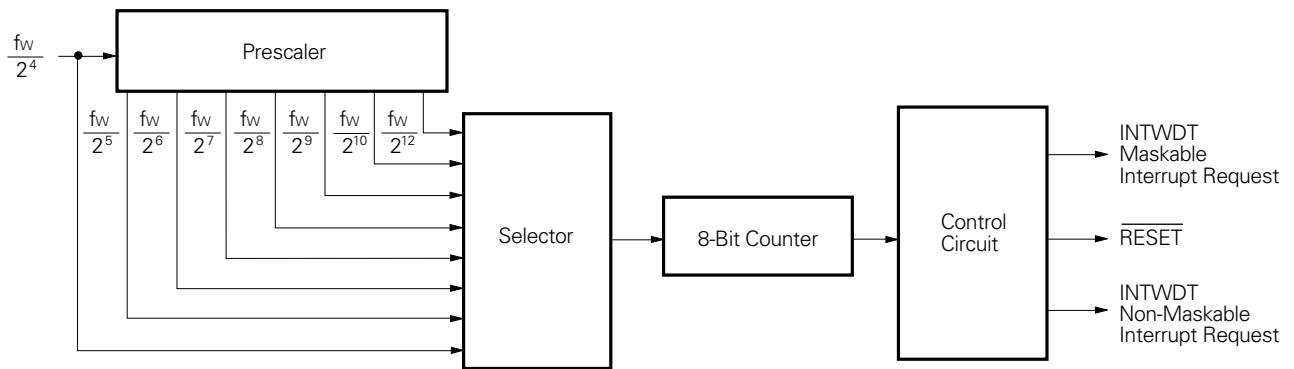 Prescaler
fW
2⁴
fW
2⁵
fW
2⁶
fW
2⁷
fW
2⁸
fW
2⁹
fW
2¹⁰
fW
2¹²
Selector
8-Bit Counter
Control
Circuit
INTWDT
Maskable
Interrupt Request
RESET
INTWDT
Non-Maskable
Interrupt Request